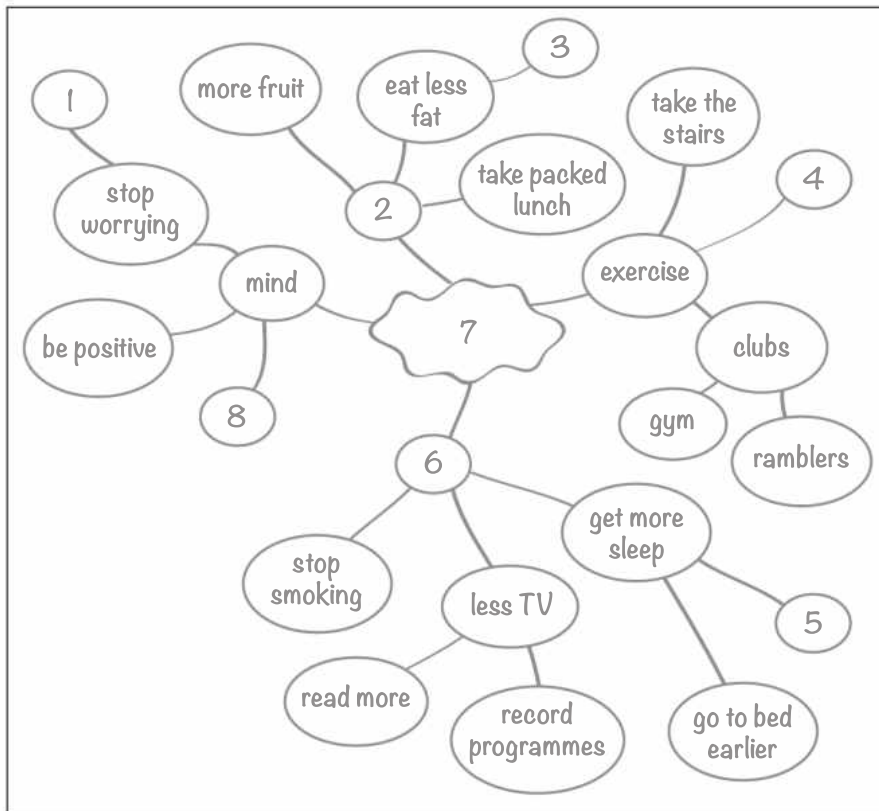 3
1
more fruit
eat less
fat
take the
stairs
4
stop
worrying
2
take packed
lunch
mind
exercise
7
be positive
clubs
8
gym
ramblers
6
get more
sleep
stop
smoking
less TV
5
read more
record
programmes
go to bed
earlier